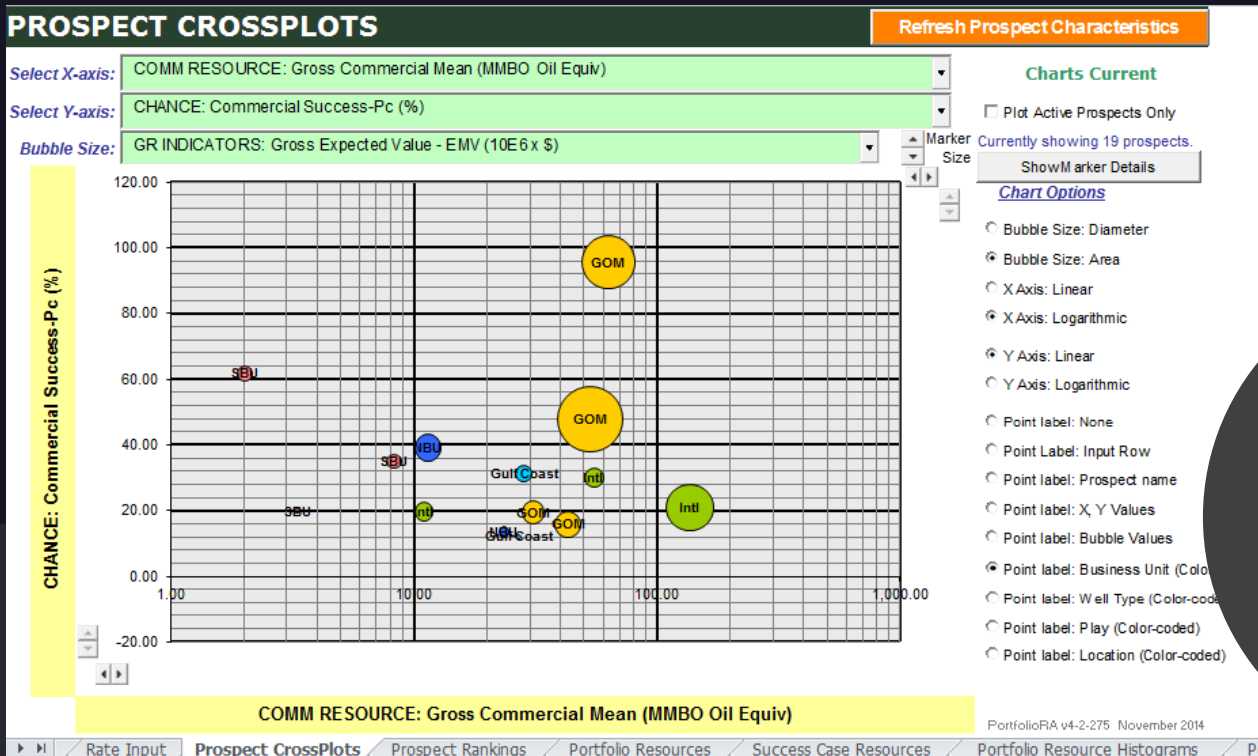 PROSPECT CROSSPLOTS
Refresh Prospect Characteristics
Select X-axis: COMM RESOURCE: Gross Commercial Mean (MMBO Oil Equiv)
Select Y-axis: CHANCE: Commercial Success-Pc (%)
Bubble Size: GR INDICATORS: Gross Expected Value - EMV (10E6 x $)
Marker Size
Charts Current
Plot Active Prospects Only
Currently showing 19 prospects.
ShowMarker Details
Chart Options
Bubble Size: Diameter
Bubble Size: Area
X Axis: Linear
X Axis: Logarithmic
Y Axis: Linear
Y Axis: Logarithmic
Point label: None
Point Label: Input Row
Point label: Prospect name
Point label: X, Y Values
Point label: Bubble Values
Point label: Business Unit (Colo
Point label: Well Type (Color-code
Point label: Play (Color-coded)
Point label: Location (Color-coded)
CHANCE: Commercial Success-Pc (%)
120.00
100.00
80.00
60.00
40.00
20.00
0.00
-20.00
GOM
SBU
GOM
NBU
SBU
Gulf Coast
Intl
SBU
Intl
GOM
GOM
Intl
NBU
Gulf Coast
1.00
10.00
100.00
1,000.00
COMM RESOURCE: Gross Commercial Mean (MMBO Oil Equiv)
PortfolioRA v4-2-275 November 2014
Rate Input
Prospect CrossPlots
Prospect Rankings
Portfolio Resources
Success Case Resources
Portfolio Resource Histograms